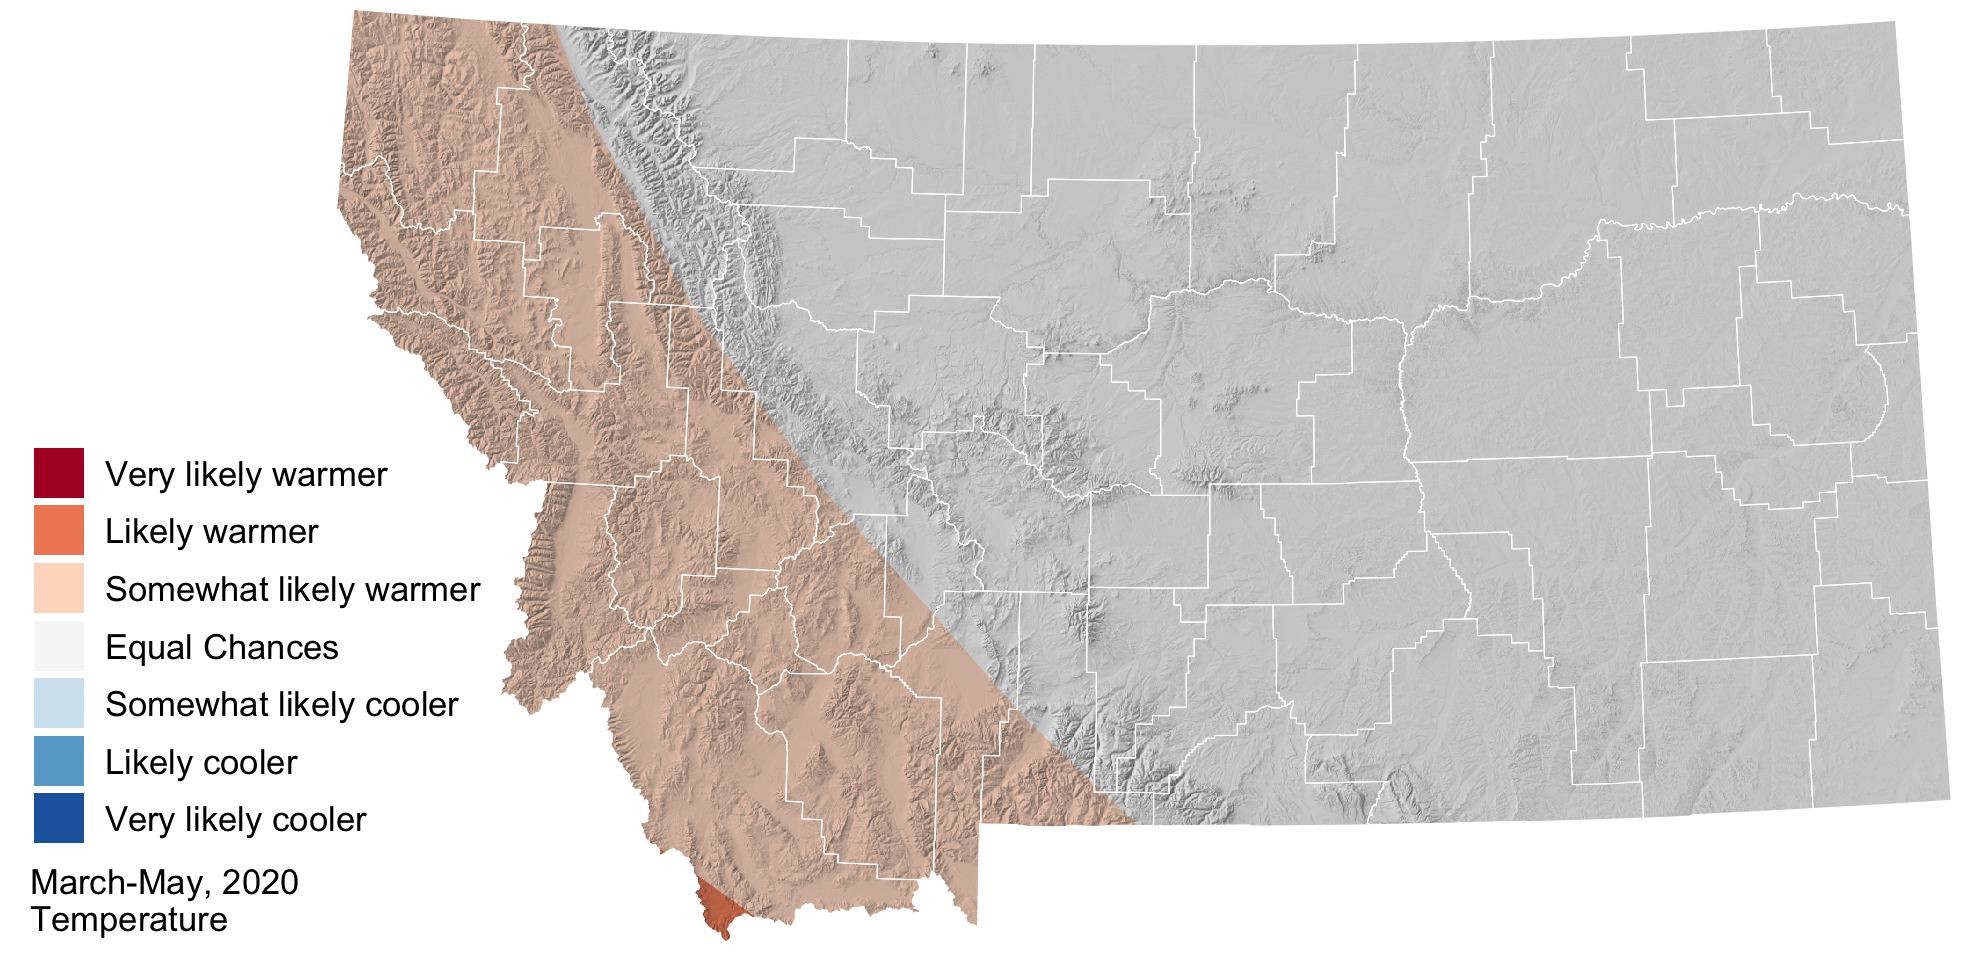 Very likely warmer
Likely warmer
Somewhat likely warmer
Equal Chances
Somewhat likely cooler
Likely cooler
Very likely cooler
March-May, 2020
Temperature